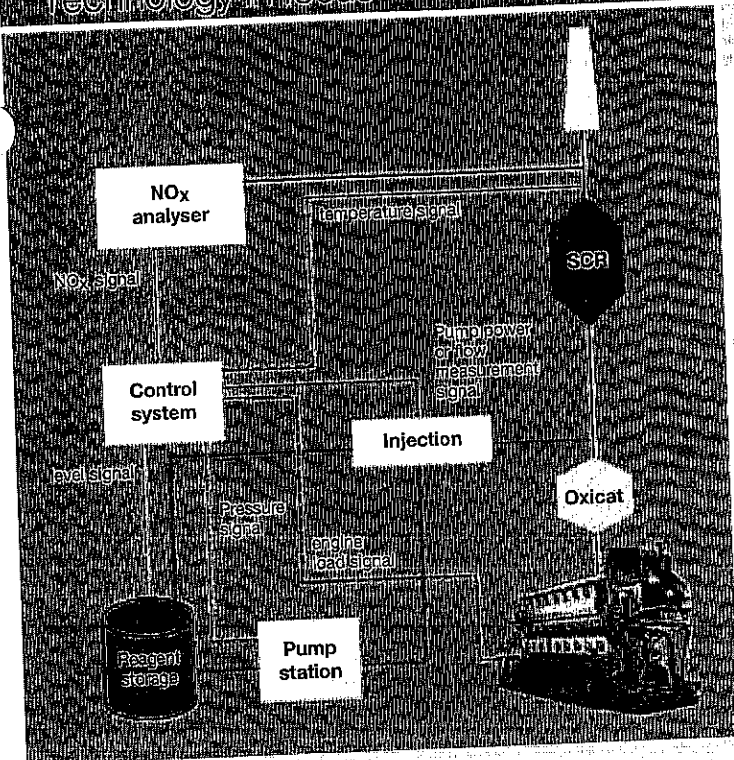 NOx
analyser
temperature signal
SCR
NOx signal
Pump power
or flow
measurement
signal
Control
system
Injection
level signal
Oxicat
Pressure
signal
engine
load signal
Reagent
storage
Pump
station